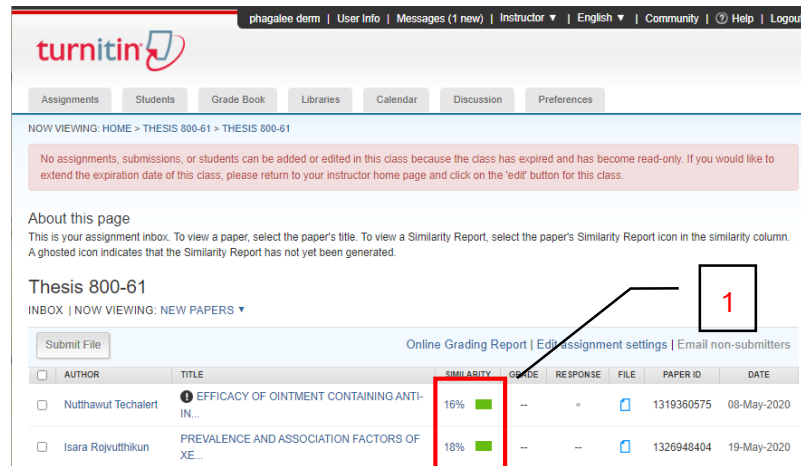 phagalee derm | User Info | Messages (1 new) | Instructor ▼ | English ▼ | Community | ? Help | Logout
turnitin
Assignments Students Grade Book Libraries Calendar Discussion Preferences
NOW VIEWING: HOME > THESIS 800-61 > THESIS 800-61
No assignments, submissions, or students can be added or edited in this class because the class has expired and has become read-only. If you would like to
extend the expiration date of this class, please return to your instructor home page and click on the 'edit' button for this class.
About this page
This is your assignment inbox. To view a paper, select the paper's title. To view a Similarity Report, select the paper's Similarity Report icon in the similarity column.
A ghosted icon indicates that the Similarity Report has not yet been generated.
Thesis 800-61
1
INBOX | NOW VIEWING: NEW PAPERS ▼
Submit File Online Grading Report | Edit assignment settings | Email non-submitters
AUTHOR TITLE SIMILARITY GRADE RESPONSE FILE PAPER ID DATE
Nutthawut Techalert EFFICACY OF OINTMENT CONTAINING ANTI-
IN... 16% -- 1319360575 08-May-2020
Isara Rojvutthikun PREVALENCE AND ASSOCIATION FACTORS OF
XE... 18% -- -- 1326948404 19-May-2020